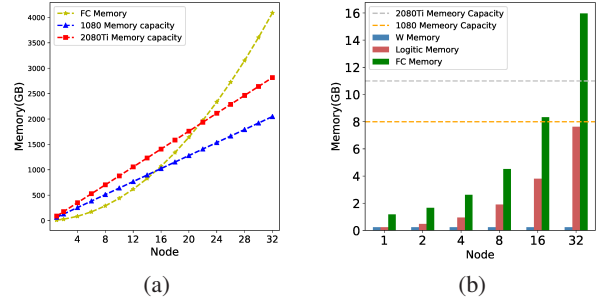 FC Memory
1080 Memory capacity
2080Ti Memory capacity
Memory(GB)
4000
3500
3000
2500
2000
1500
1000
500
0
4 8 12 16 20 24 28 32
Node
(a)
2080Ti Memeory Capacity
1080 Memeory Capacity
W Memory
Logitic Memory
FC Memory
Memory(GB)
16
14
12
10
8
6
4
2
0
1 2 4 8 16 32
Node
(b)